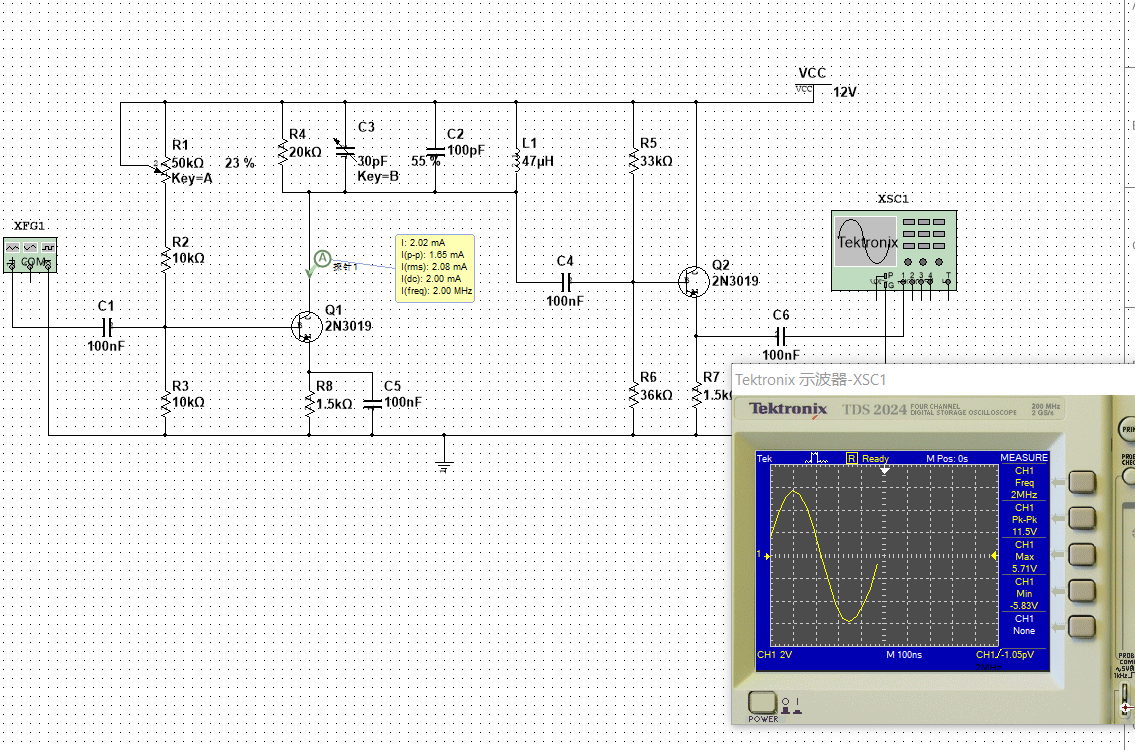 VCC
VCC
12V
R1
50kΩ
23 %
Key=A
R4
20kΩ
C3
30pF
55 %
Key=B
C2
100pF
L1
47μH
R5
33kΩ
XSC1
Tektronix
P
G
1 2 3 4
T
XFG1
COM
R2
10kΩ
A
探针1
I: 2.02 mA
I(p-p): 1.65 mA
I(rms): 2.08 mA
I(dc): 2.00 mA
I(freq): 2.00 MHz
C4
100nF
Q2
2N3019
B
C1
100nF
Q1
2N3019
B
C6
100nF
R3
10kΩ
R8
1.5kΩ
C5
100nF
R6
36kΩ
R7
1.5kΩ
Tektronix 示波器-XSC1
Tektronix
TDS 2024
FOUR CHANNEL
DIGITAL STORAGE OSCILLOSCOPE
200 MHz
2 GS/s
Tek
R
Ready
M Pos: 0s
MEASURE
CH1
Freq
2MHz
CH1
Pk-Pk
11.5V
CH1
Max
5.71V
CH1
Min
-5.83V
CH1
None
1
CH1 2V
M 100ns
CH1
-1.05pV
POWER
PRIN
PROB
CHEC
PROB
COM
~5V
1kHz